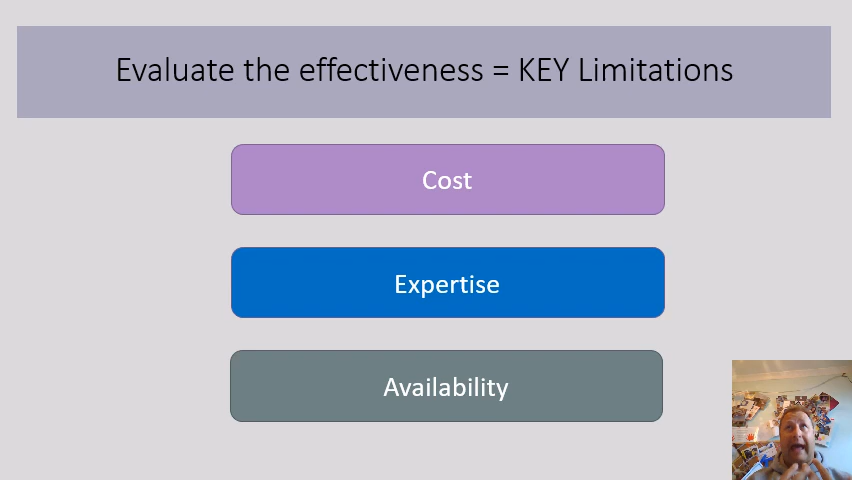 Evaluate the effectiveness = KEY Limitations
Cost
Expertise
Availability